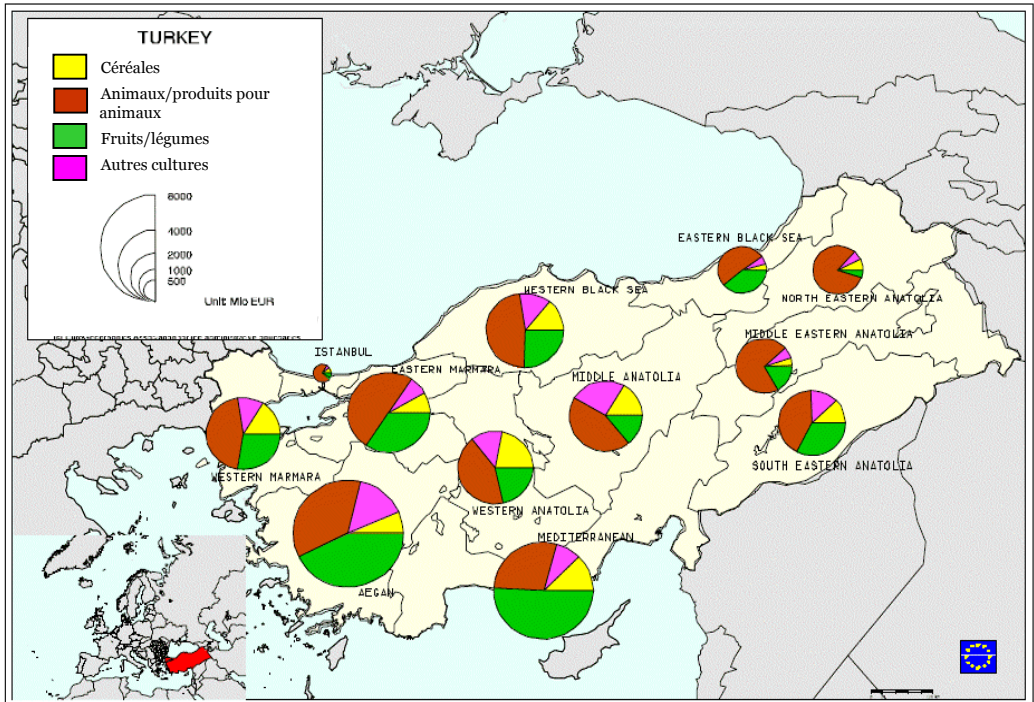 TURKEY
Céréales
Animaux/produits pour
animaux
Fruits/légumes
Autres cultures
8000
4000
2000
1000
500
Unit Mio EUR
EASTERN BLACK SEA
NORTH EASTERN ANATOLIA
WESTERN BLACK SEA
MIDDLE EASTERN ANATOLIA
ISTANBUL
EASTERN MARMARA
MIDDLE ANATOLIA
SOUTH EASTERN ANATOLIA
WESTERN MARMARA
WESTERN ANATOLIA
MEDITERRANEAN
AEGAN